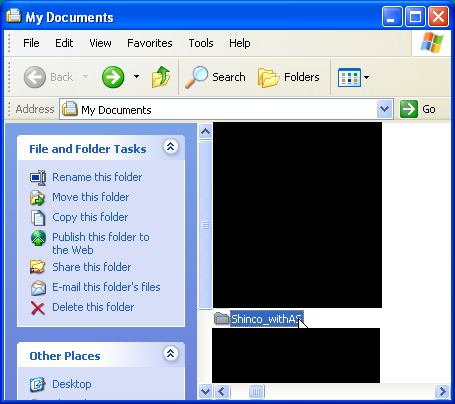 My Documents
File Edit View Favorites Tools Help
Back Search Folders
Address My Documents Go
File and Folder Tasks
Rename this folder
Move this folder
Copy this folder
Publish this folder to
the Web
Share this folder
E-mail this folder's files
Delete this folder
Shinco_withAS
Other Places
Desktop